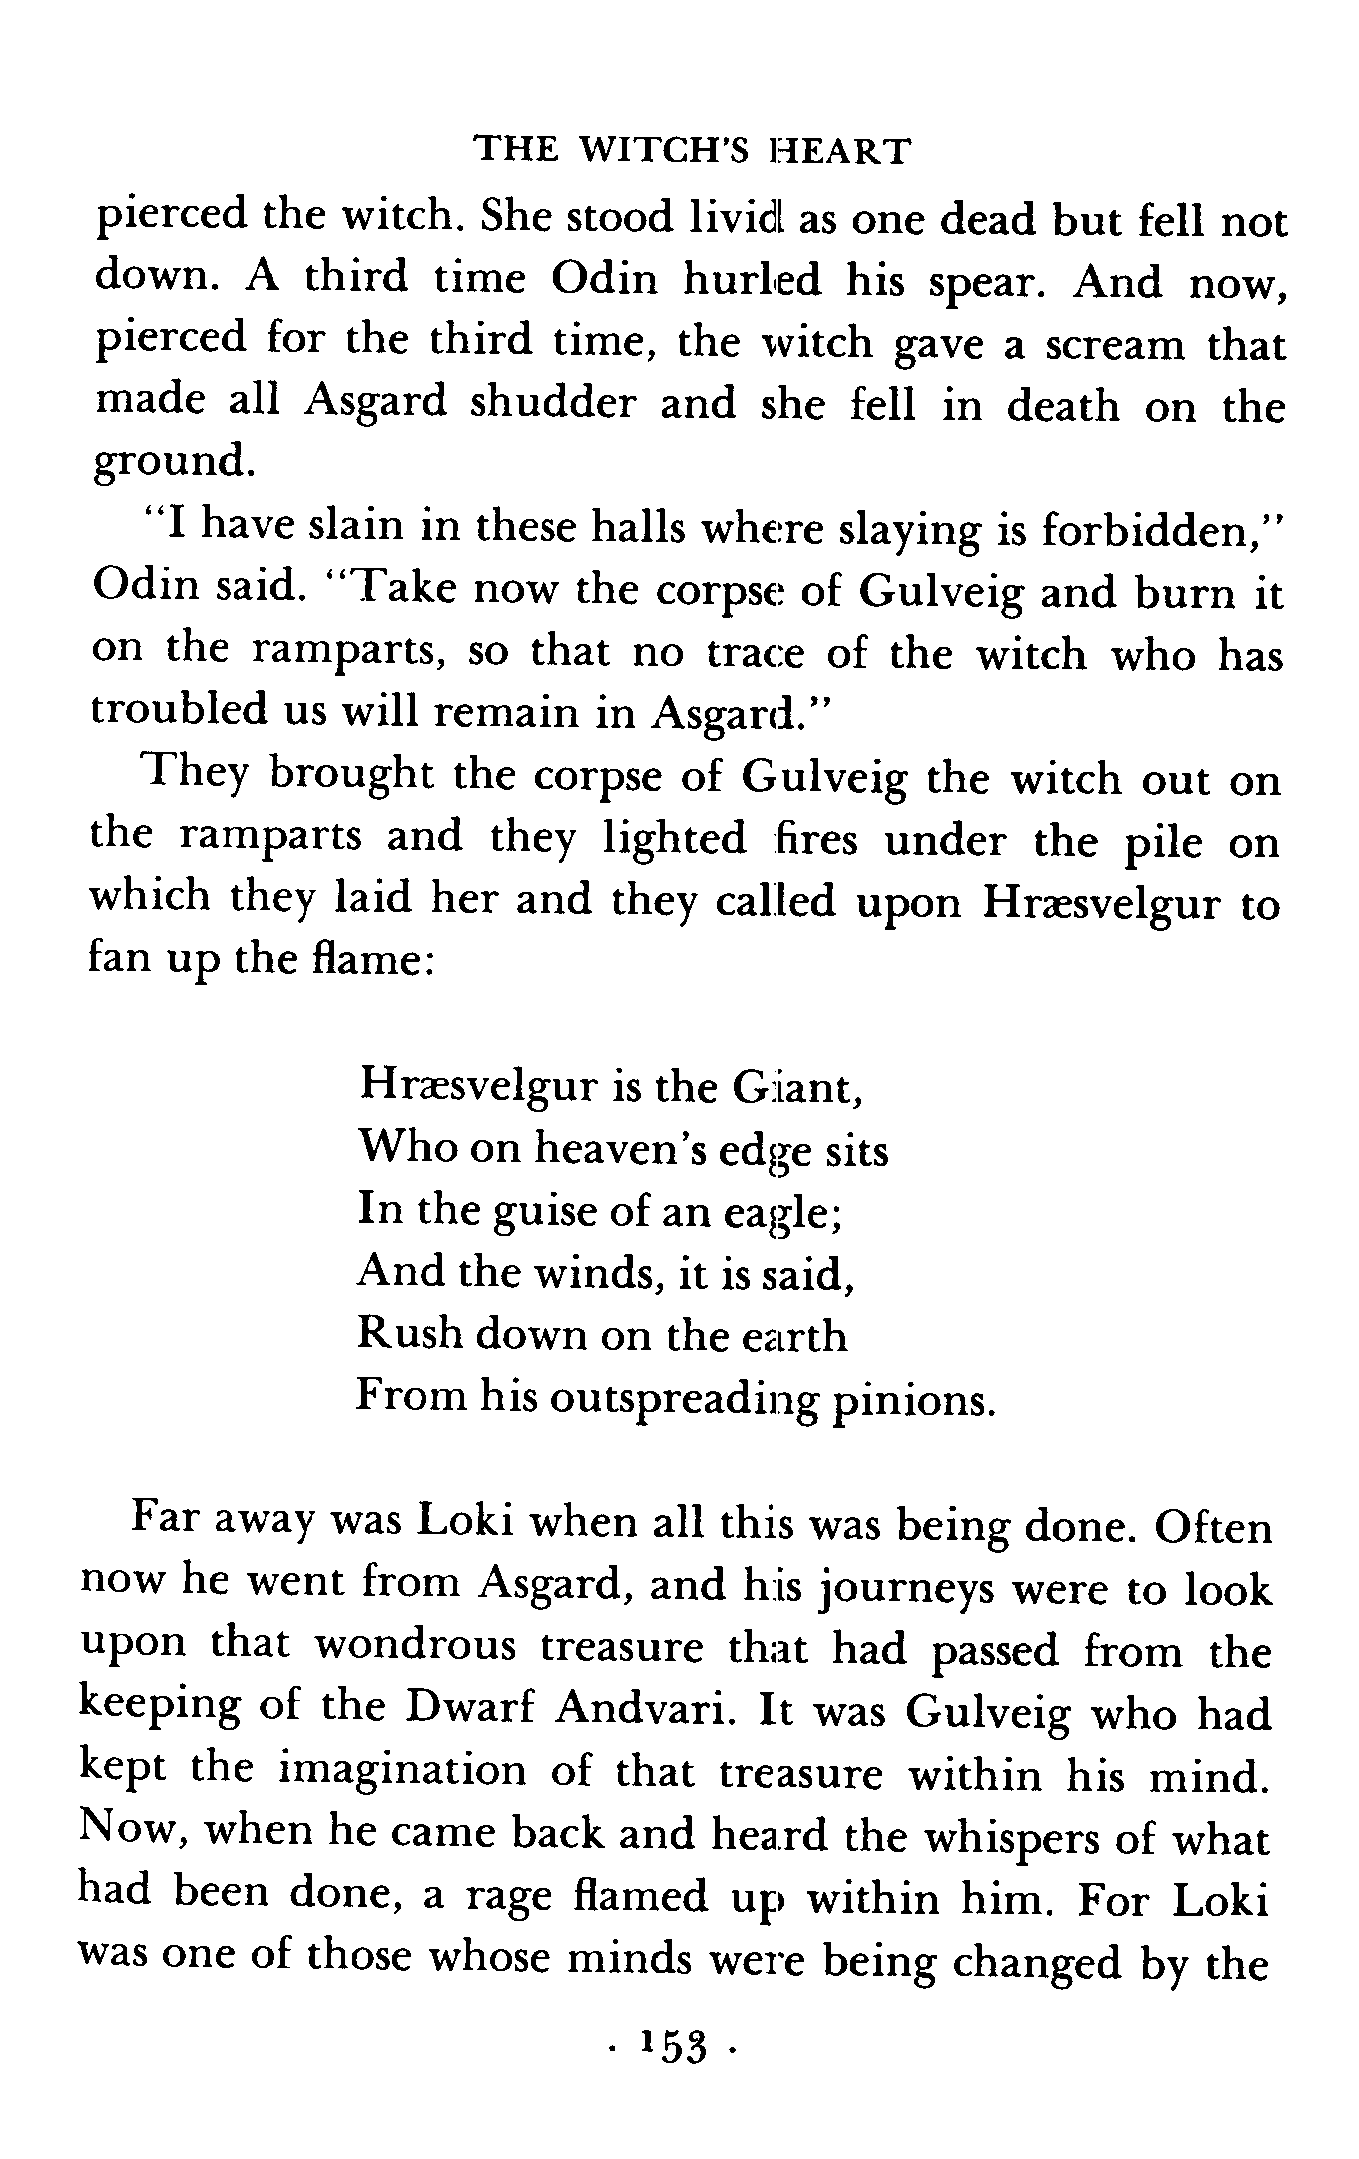 THE WITCH'S HEART
pierced the witch. She stood livid as one dead but fell not
down. A third time Odin hurled his spear. And now,
pierced for the third time, the witch gave a scream that
made all Asgard shudder and she fell in death on the
ground.
"I have slain in these halls where slaying is forbidden,"
Odin said. "Take now the corpse of Gulveig and burn it
on the ramparts, so that no trace of the witch who has
troubled us will remain in Asgard."
They brought the corpse of Gulveig the witch out on
the ramparts and they lighted fires under the pile on
which they laid her and they called upon Hræsvelgur to
fan up the flame:
Hræsvelgur is the Giant,
Who on heaven's edge sits
In the guise of an eagle;
And the winds, it is said,
Rush down on the earth
From his outspreading pinions.
Far away was Loki when all this was being done. Often
now he went from Asgard, and his journeys were to look
upon that wondrous treasure that had passed from the
keeping of the Dwarf Andvari. It was Gulveig who had
kept the imagination of that treasure within his mind.
Now, when he came back and heard the whispers of what
had been done, a rage flamed up within him. For Loki
was one of those whose minds were being changed by the
· 153 ·